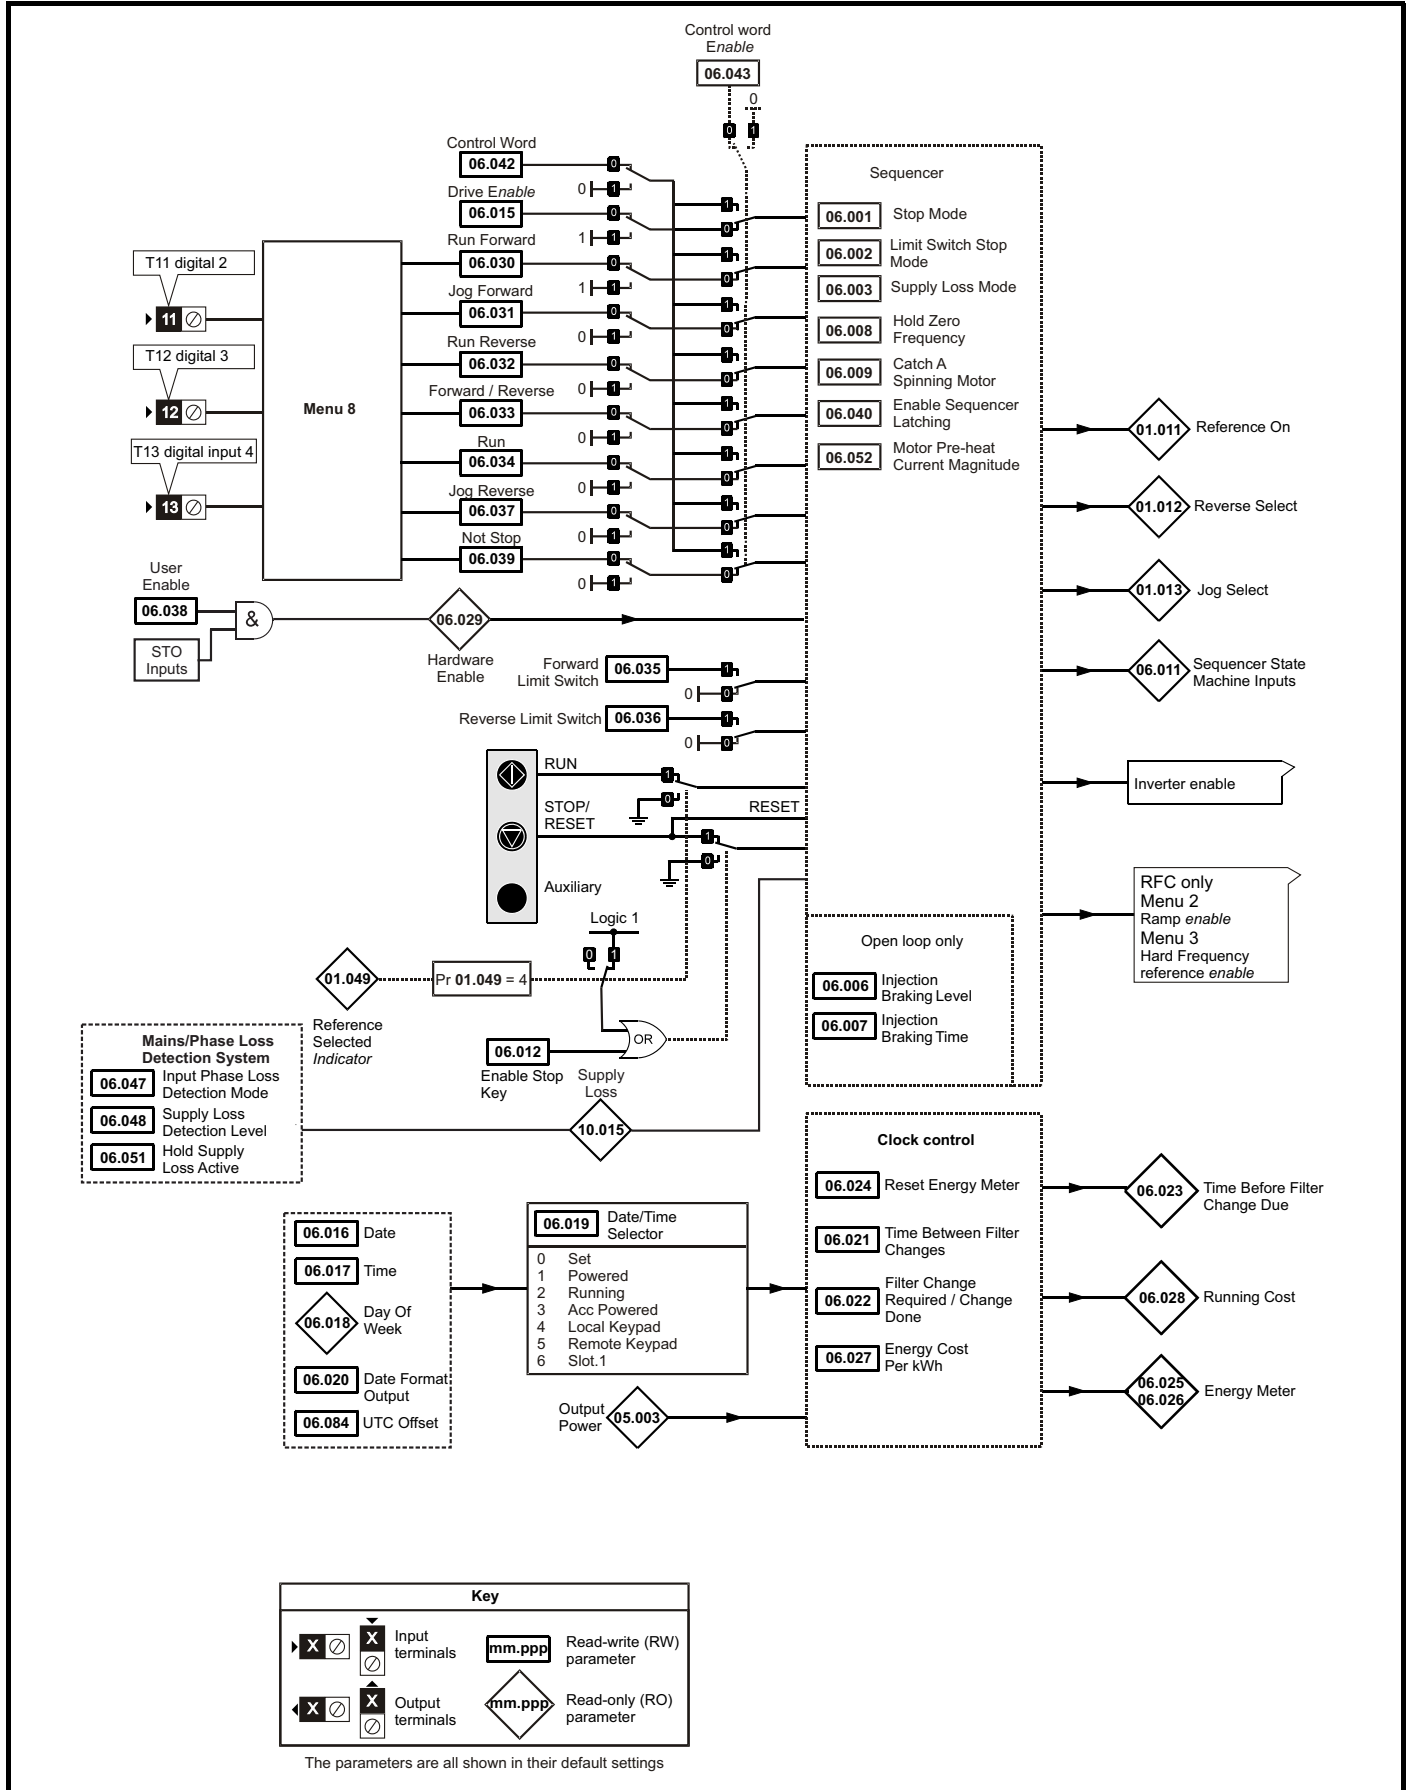 Control word
Enable
06.043
0
0 1
Control Word
06.042
0
0 1
Drive Enable
06.015
0
1 1
Run Forward
06.030
0
1 1
Jog Forward
06.031
0
0 1
Run Reverse
06.032
0
0 1
Forward / Reverse
06.033
0
0 1
Run
06.034
0
0 1
Jog Reverse
06.037
0
0 1
Not Stop
06.039
0
0 1
1
0
1
0
1
0
1
0
1
0
1
0
1
0
1
0
T11 digital 2
11
T12 digital 3
12
T13 digital input 4
13
Menu 8
User
Enable
06.038
STO
Inputs
&
06.029
Hardware
Enable
Forward
Limit Switch
06.035
1
0 0
Reverse Limit Switch
06.036
1
0 0
RUN
1
0
STOP/
RESET
RESET
1
0
Auxiliary
Logic 1
0 1
01.049
Reference
Selected
Indicator
Pr 01.049 = 4
OR
06.012
Enable Stop
Key
Supply
Loss
10.015
Mains/Phase Loss
Detection System
06.047 Input Phase Loss
Detection Mode
06.048 Supply Loss
Detection Level
06.051 Hold Supply
Loss Active
Sequencer
06.001 Stop Mode
06.002 Limit Switch Stop
Mode
06.003 Supply Loss Mode
06.008 Hold Zero
Frequency
06.009 Catch A
Spinning Motor
06.040 Enable Sequencer
Latching
06.052 Motor Pre-heat
Current Magnitude
Open loop only
06.006 Injection
Braking Level
06.007 Injection
Braking Time
01.011 Reference On
01.012 Reverse Select
01.013 Jog Select
06.011 Sequencer State
Machine Inputs
Inverter enable
RFC only
Menu 2
Ramp enable
Menu 3
Hard Frequency
reference enable
06.016 Date
06.017 Time
06.018 Day Of
Week
06.020 Date Format
Output
06.084 UTC Offset
06.019 Date/Time
Selector
0 Set
1 Powered
2 Running
3 Acc Powered
4 Local Keypad
5 Remote Keypad
6 Slot.1
Output
Power
05.003
Clock control
06.024 Reset Energy Meter
06.021 Time Between Filter
Changes
06.022 Filter Change
Required / Change
Done
06.027 Energy Cost
Per kWh
06.023 Time Before Filter
Change Due
06.028 Running Cost
06.025
06.026
Energy Meter
Key
X X Input
terminals
mm.ppp Read-write (RW)
parameter
X X Output
terminals
mm.ppp Read-only (RO)
parameter
The parameters are all shown in their default settings